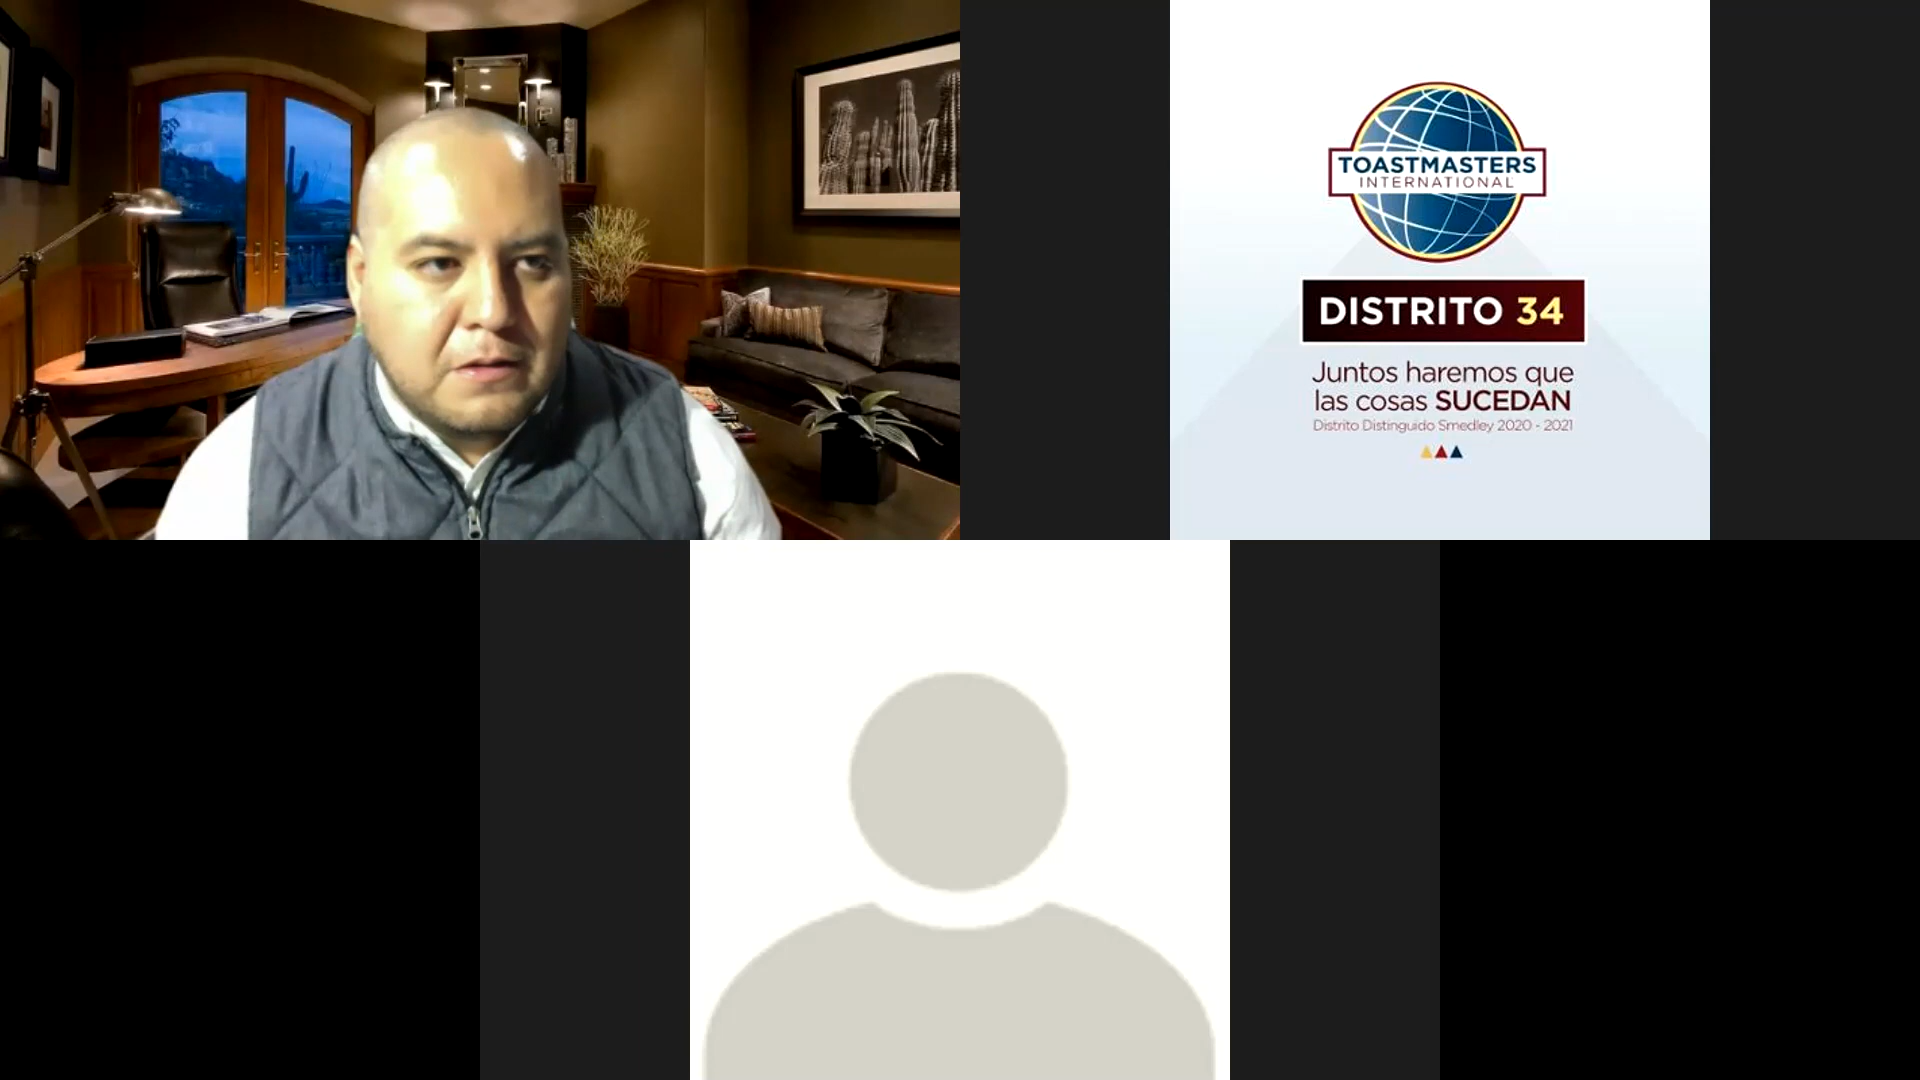 TOASTMASTERS
INTERNATIONAL
DISTRITO 34
Juntos haremos que
las cosas SUCEDAN
Distrito Distinguido Smedley 2020 - 2021